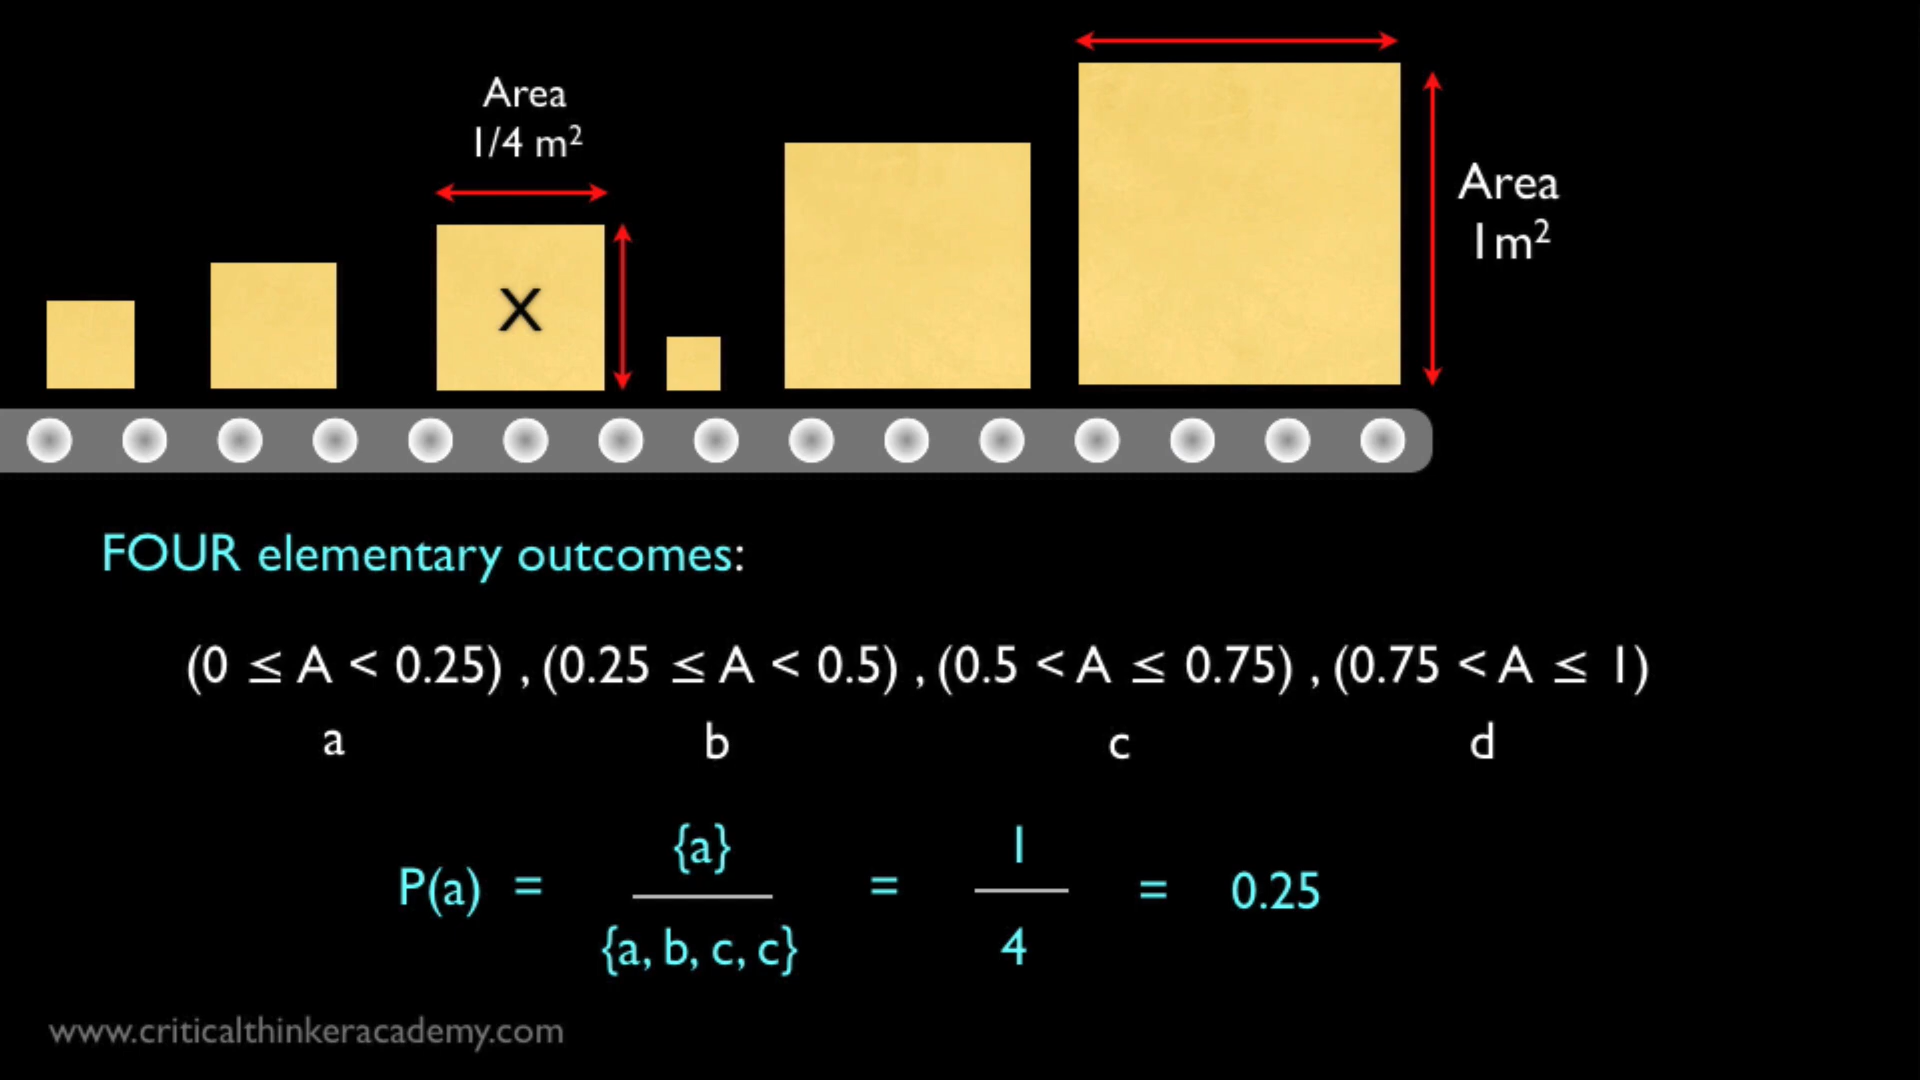 Area
1/4 m²
Area
1m²
X
FOUR elementary outcomes:
(0 ≤ A < 0.25) , (0.25 ≤ A < 0.5) , (0.5 < A ≤ 0.75) , (0.75 < A ≤ 1)
a b c d
P(a) = {a} / {a, b, c, c} = 1 / 4 = 0.25
www.criticalthinkeracademy.com